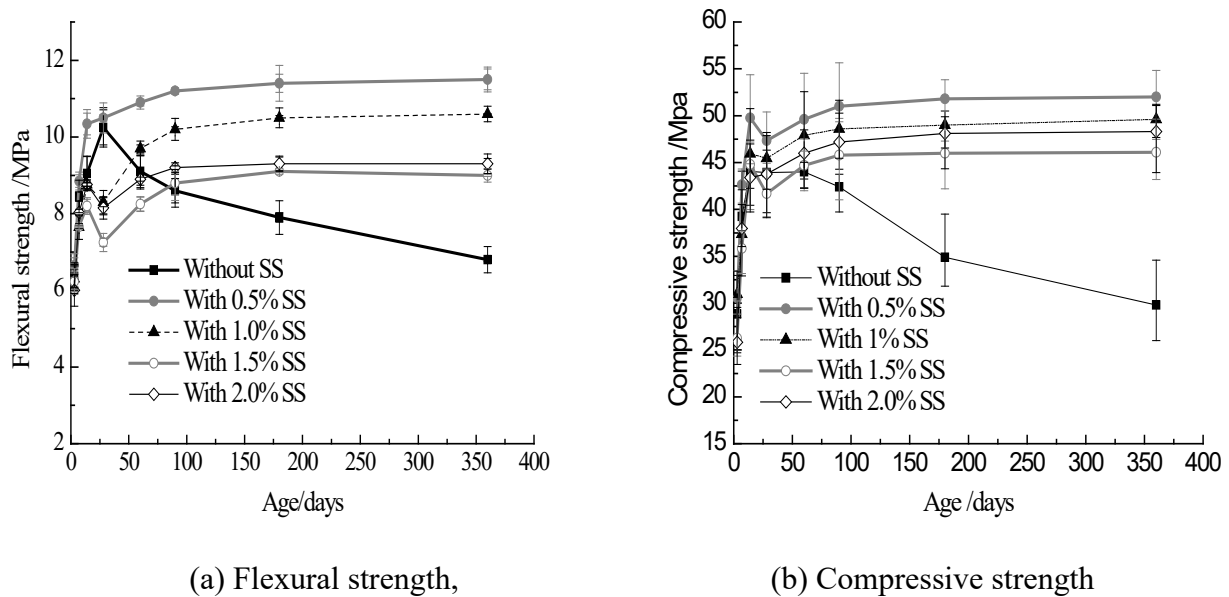 12
10
8
6
4
2
Flexural strength /MPa
Without SS
With 0.5% SS
With 1.0% SS
With 1.5% SS
With 2.0% SS
0 50 100 150 200 250 300 350 400
Age/days
(a) Flexural strength,
60
55
50
45
40
35
30
25
20
15
Compressive strength /Mpa
Without SS
With 0.5% SS
With 1% SS
With 1.5% SS
With 2.0% SS
0 50 100 150 200 250 300 350 400
Age /days
(b) Compressive strength